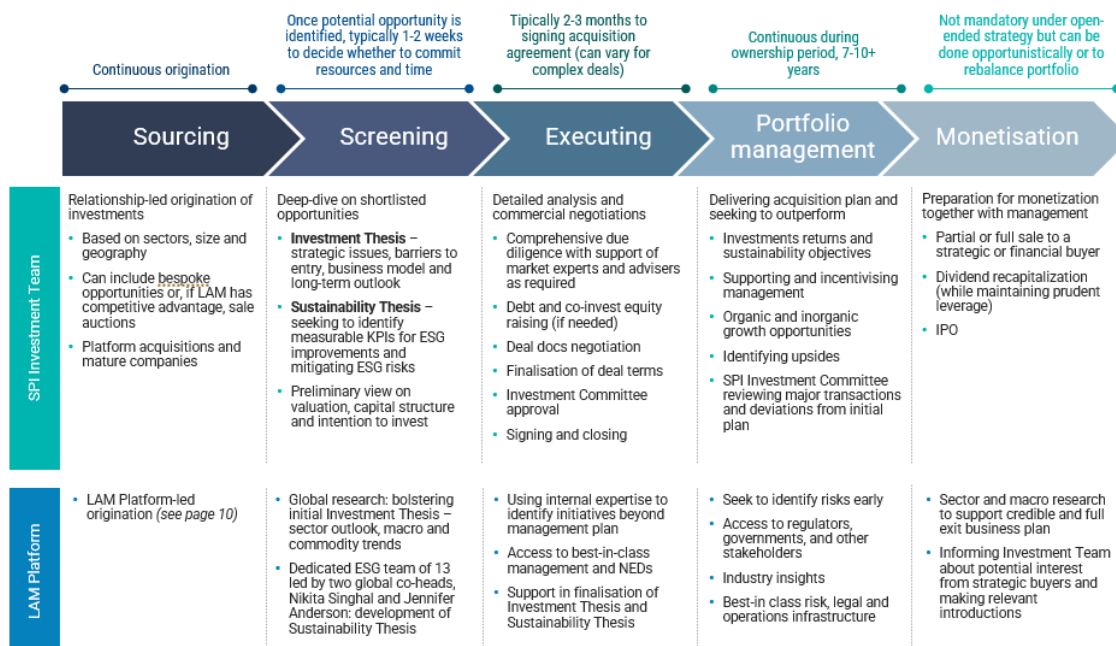 Continuous origination
Once potential opportunity is
identified, typically 1-2 weeks
to decide whether to commit
resources and time
Tipically 2-3 months to
signing acquisition
agreement (can vary for
complex deals)
Continuous during
ownership period, 7-10+
years
Not mandatory under open-
ended strategy but can be
done opportunistically or to
rebalance portfolio
Sourcing
Screening
Executing
Portfolio
management
Monetisation
SPI Investment Team
Relationship-led origination of
investments
• Based on sectors, size and
geography
• Can include bespoke
opportunities or, if LAM has
competitive advantage, sale
auctions
• Platform acquisitions and
mature companies
Deep-dive on shortlisted
opportunities
• Investment Thesis –
strategic issues, barriers to
entry, business model and
long-term outlook
• Sustainability Thesis –
seeking to identify
measurable KPIs for ESG
improvements and
mitigating ESG risks
• Preliminary view on
valuation, capital structure
and intention to invest
Detailed analysis and
commercial negotiations
• Comprehensive due
diligence with support of
market experts and advisers
as required
• Debt and co-invest equity
raising (if needed)
• Deal docs negotiation
• Finalisation of deal terms
• Investment Committee
approval
• Signing and closing
Delivering acquisition plan and
seeking to outperform
• Investments returns and
sustainability objectives
• Supporting and incentivising
management
• Organic and inorganic
growth opportunities
• Identifying upsides
• SPI Investment Committee
reviewing major transactions
and deviations from initial
plan
Preparation for monetization
together with management
• Partial or full sale to a
strategic or financial buyer
• Dividend recapitalization
(while maintaining prudent
leverage)
• IPO
LAM Platform
• LAM Platform-led
origination (see page 10)
• Global research: bolstering
initial Investment Thesis –
sector outlook, macro and
commodity trends
• Dedicated ESG team of 13
led by two global co-heads,
Nikita Singhal and Jennifer
Anderson: development of
Sustainability Thesis
• Using internal expertise to
identify initiatives beyond
management plan
• Access to best-in-class
management and NEDs
• Support in finalisation of
Investment Thesis and
Sustainability Thesis
• Seek to identify risks early
• Access to regulators,
governments, and other
stakeholders
• Industry insights
• Best-in class risk, legal and
operations infrastructure
• Sector and macro research
to support credible and full
exit business plan
• Informing Investment Team
about potential interest
from strategic buyers and
making relevant
introductions